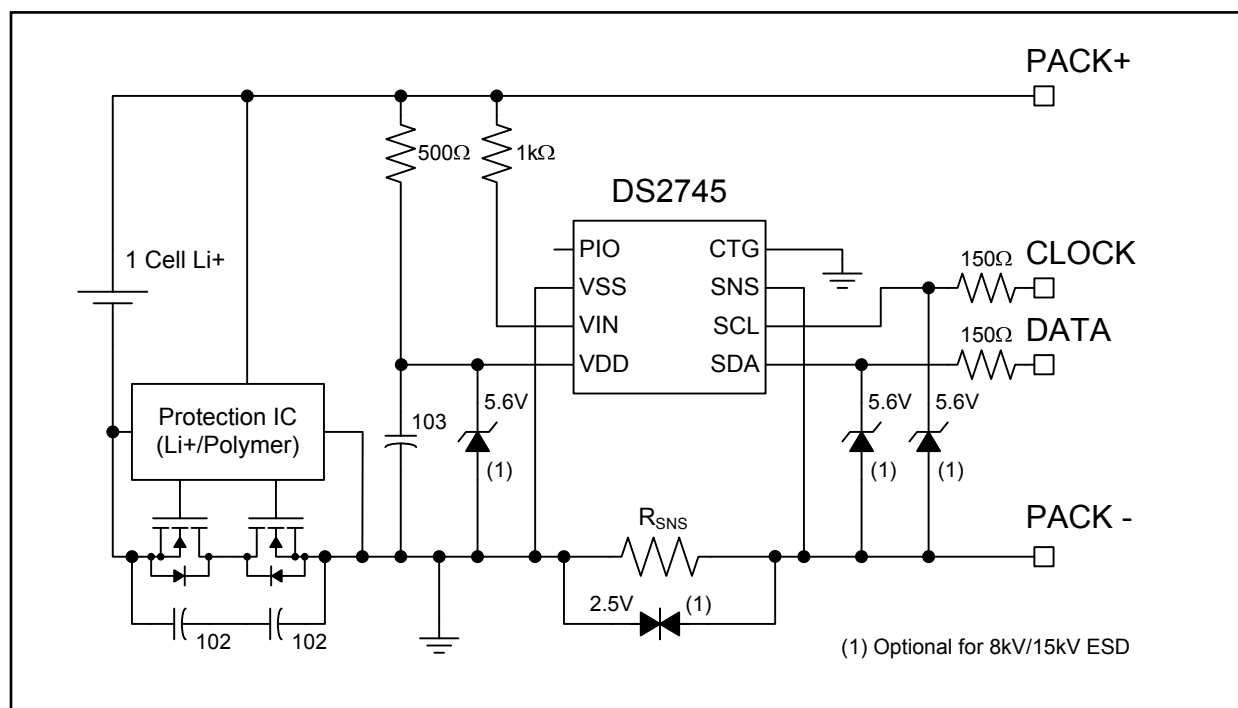 PACK+
500Ω
1kΩ
DS2745
1 Cell Li+
PIO
CTG
VSS
SNS
VIN
SCL
VDD
SDA
150Ω
CLOCK
150Ω
DATA
Protection IC
(Li+/Polymer)
103
5.6V
(1)
5.6V
(1)
5.6V
(1)
RSNS
PACK -
2.5V
(1)
102
102
(1) Optional for 8kV/15kV ESD